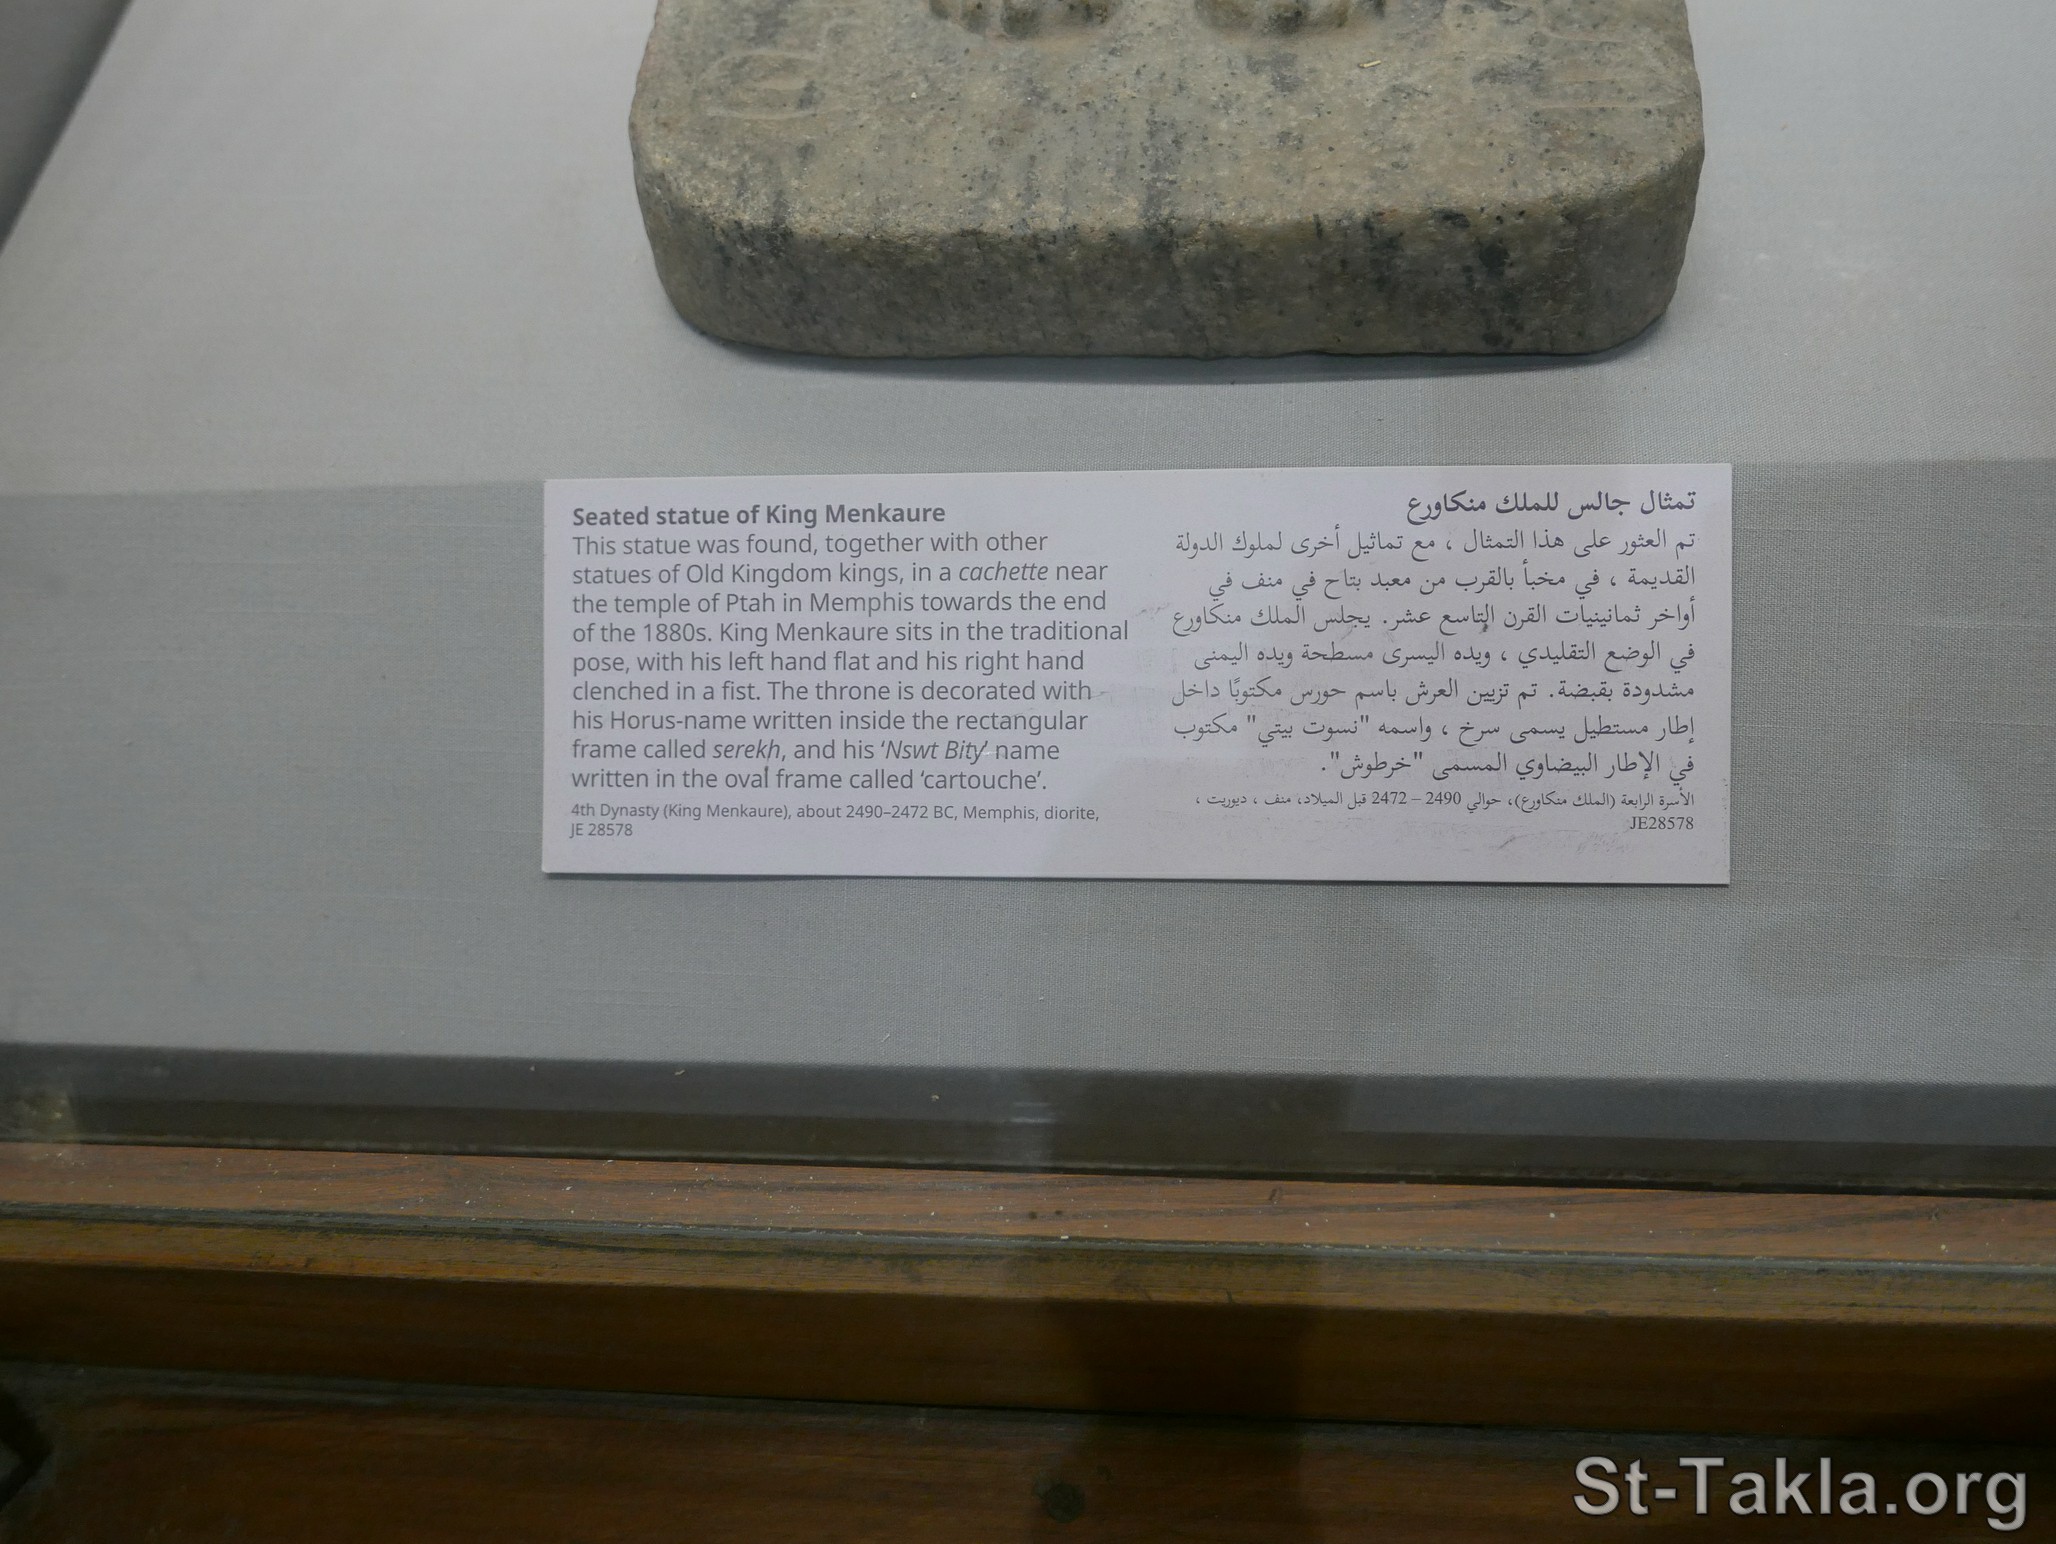 Seated statue of King Menkaure
This statue was found, together with other
statues of Old Kingdom kings, in a cachette near
the temple of Ptah in Memphis towards the end
of the 1880s. King Menkaure sits in the traditional
pose, with his left hand flat and his right hand
clenched in a fist. The throne is decorated with
his Horus-name written inside the rectangular
frame called serekh, and his ‘Nswt Bity’ name
written in the oval frame called ‘cartouche’.
4th Dynasty (King Menkaure), about 2490–2472 BC, Memphis, diorite,
JE 28578
تمثال جالس للملك منكاورع
تم العثور على هذا التمثال ، مع تماثيل أخرى لملوك الدولة
القديمة ، في مخبأ بالقرب من معبد بتاح في منف في
أواخر ثمانينيات القرن التاسع عشر. يجلس الملك منكاورع
في الوضع التقليدي ، ويده اليسرى مسطحة ويده اليمنى
مشدودة بقبضة. تم تزيين العرش باسم حورس مكتوبًا داخل
إطار مستطيل يسمى سرخ ، واسمه "نسوت بيتي" مكتوب
في الإطار البيضاوي المسمى "خرطوش".
الأسرة الرابعة (الملك منكاورع)، حوالي 2490 – 2472 قبل الميلاد، منف ، ديوريت ،
JE28578
St-Takla.org